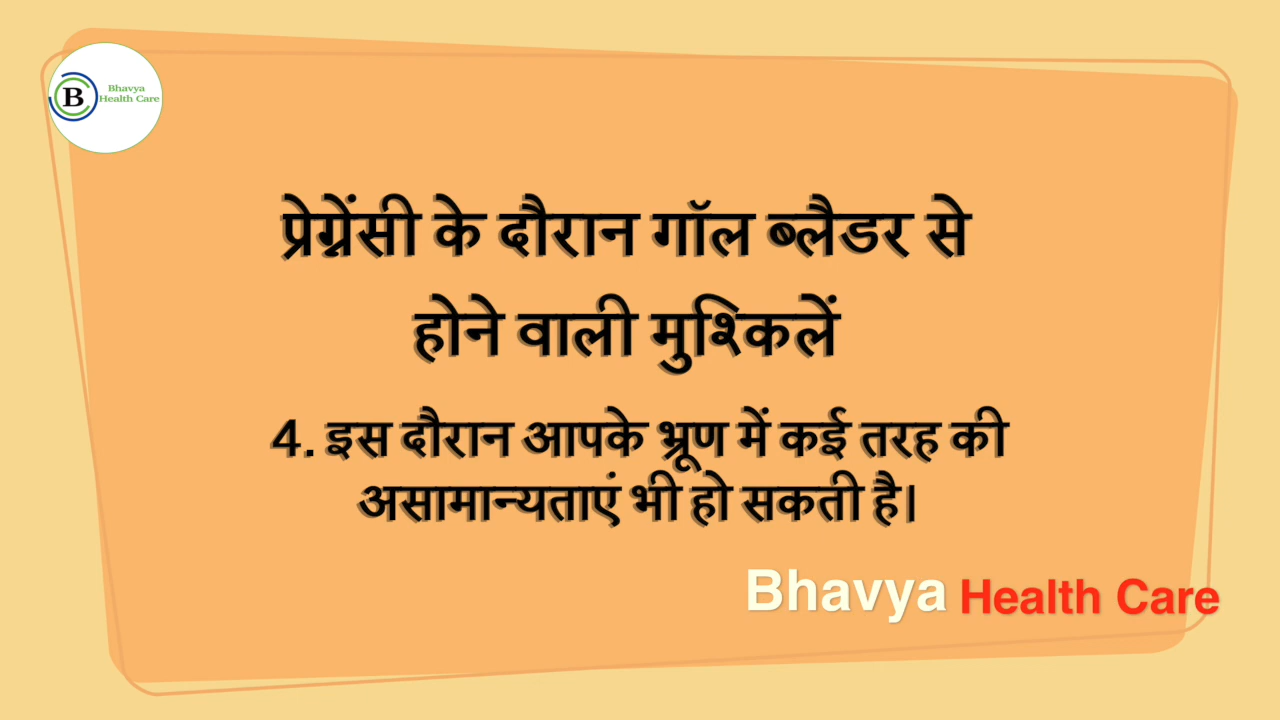 B
Bhavya
Health Care
प्रेग्नेंसी के दौरान गॉल ब्लैडर से
होने वाली मुश्किलें
4. इस दौरान आपके भ्रूण में कई तरह की
असामान्यताएं भी हो सकती है।
Bhavya Health Care